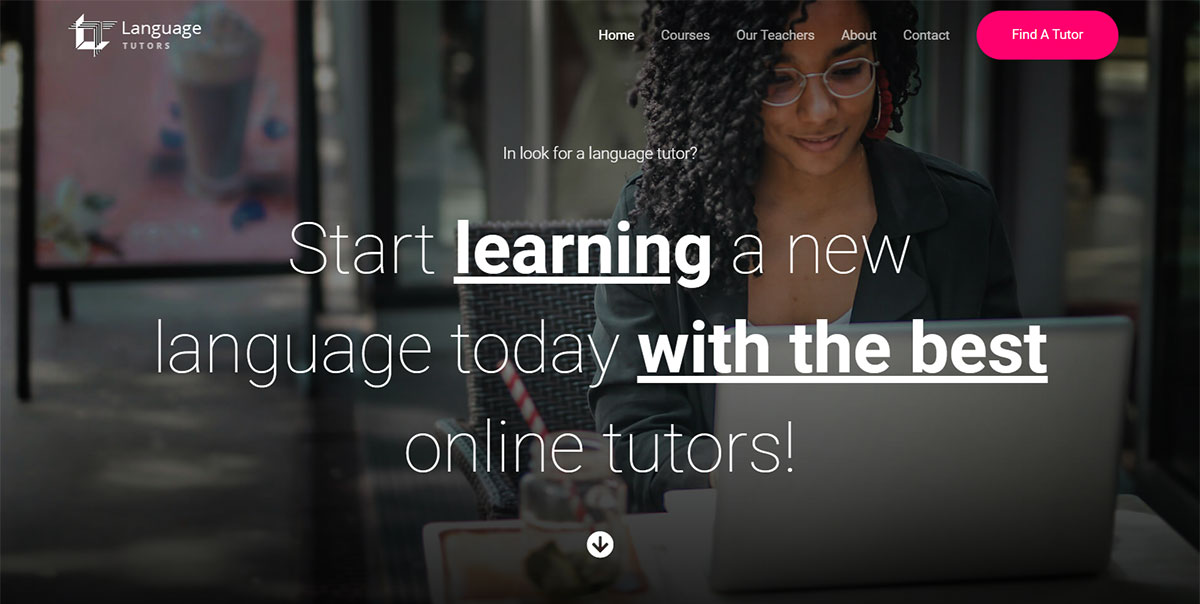 Language
TUTORS
Home
Courses
Our Teachers
About
Contact
Find A Tutor
In look for a language tutor?
Start learning a new
language today with the best
online tutors!